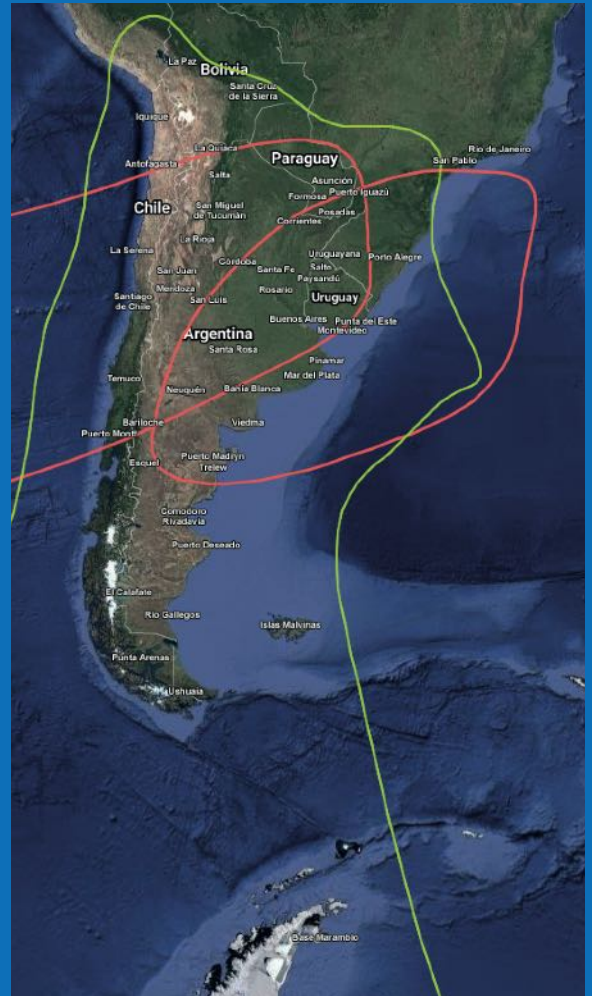 La Paz
Bolivia
Santa Cruz
de la Sierra
Iquique
Río de Janeiro
La Quiaca
San Pablo
Antofagasta
Paraguay
Salta
Asunción
Formosa
Puerto Iguazú
Chile
San Miguel
de Tucumán
Posadas
Corrientes
La Rioja
La Serena
Uruguayana
Porto Alegre
Córdoba
Salto
San Juan
Santa Fe
Paysandú
Mendoza
Rosario
San Luis
Santiago
de Chile
Uruguay
Buenos Aires
Punta del Este
Montevideo
Argentina
Santa Rosa
Pinamar
Mar del Plata
Temuco
Neuquén
Bahía Blanca
Bariloche
Viedma
Puerto Montt
Esquel
Puerto Madryn
Trelew
Comodoro
Rivadavia
Puerto Deseado
El Calafate
Río Gallegos
Islas Malvinas
Punta Arenas
Ushuaia
Base Marambio